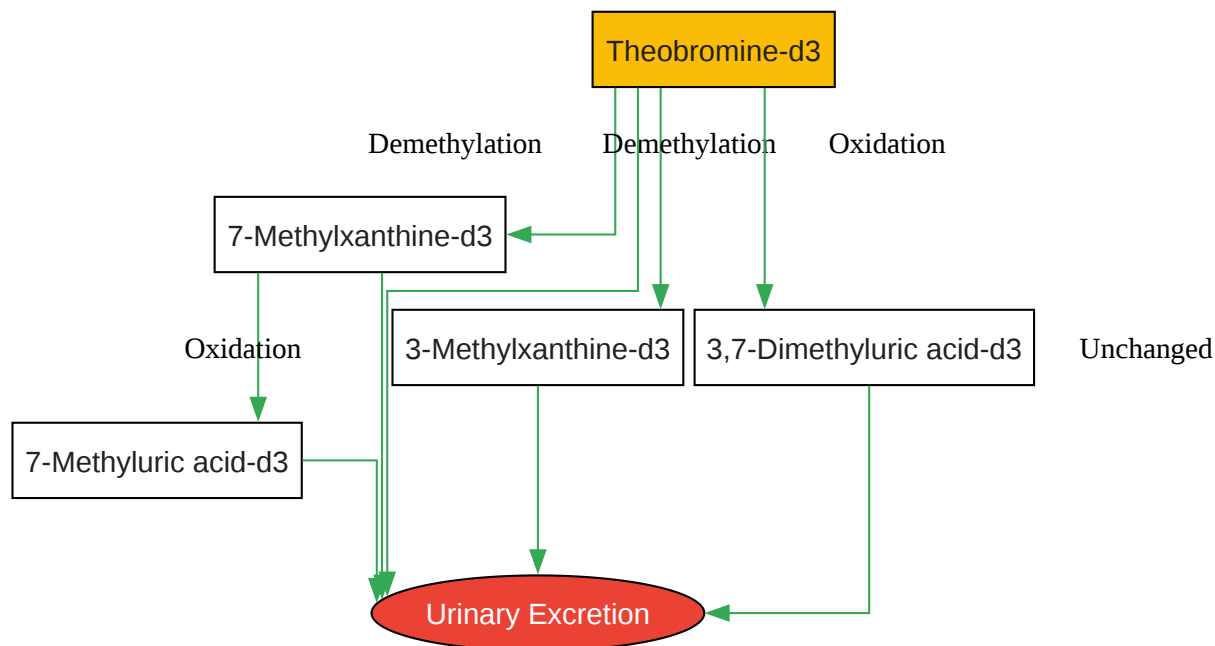 Theobromine-d3
Demethylation
Demethylation
Oxidation
7-Methylxanthine-d3
Oxidation
3-Methylxanthine-d3
3,7-Dimethyluric acid-d3
Unchanged
7-Methyluric acid-d3
Urinary Excretion